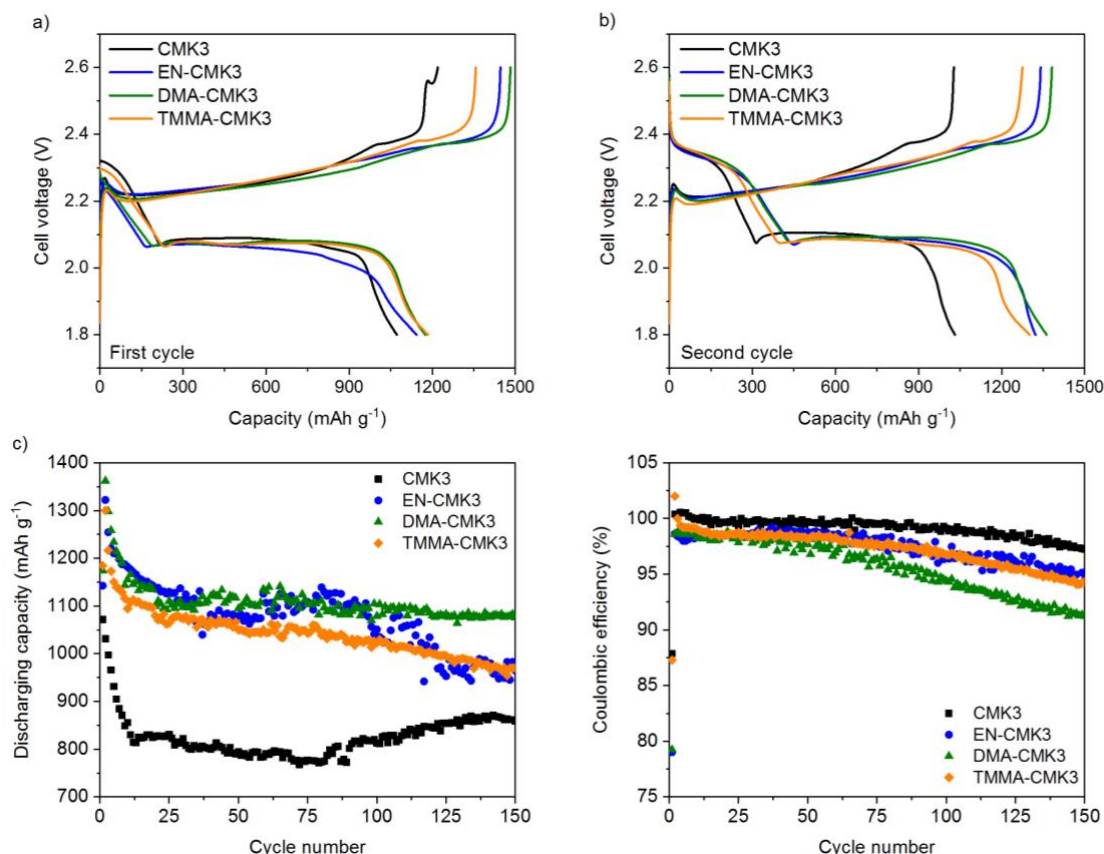 a)
CMK3
EN-CMK3
DMA-CMK3
TMMA-CMK3
2.6
2.4
2.2
2.0
1.8
Cell voltage (V)
First cycle
0 300 600 900 1200 1500
Capacity (mAh g-1)
b)
CMK3
EN-CMK3
DMA-CMK3
TMMA-CMK3
2.6
2.4
2.2
2.0
1.8
Cell voltage (V)
Second cycle
0 300 600 900 1200 1500
Capacity (mAh g-1)
c)
1400
1300
1200
1100
1000
900
800
700
Discharging capacity (mAh g-1)
CMK3
EN-CMK3
DMA-CMK3
TMMA-CMK3
0 25 50 75 100 125 150
Cycle number
105
100
95
90
85
80
75
Coulombic efficiency (%)
CMK3
EN-CMK3
DMA-CMK3
TMMA-CMK3
0 25 50 75 100 125 150
Cycle number